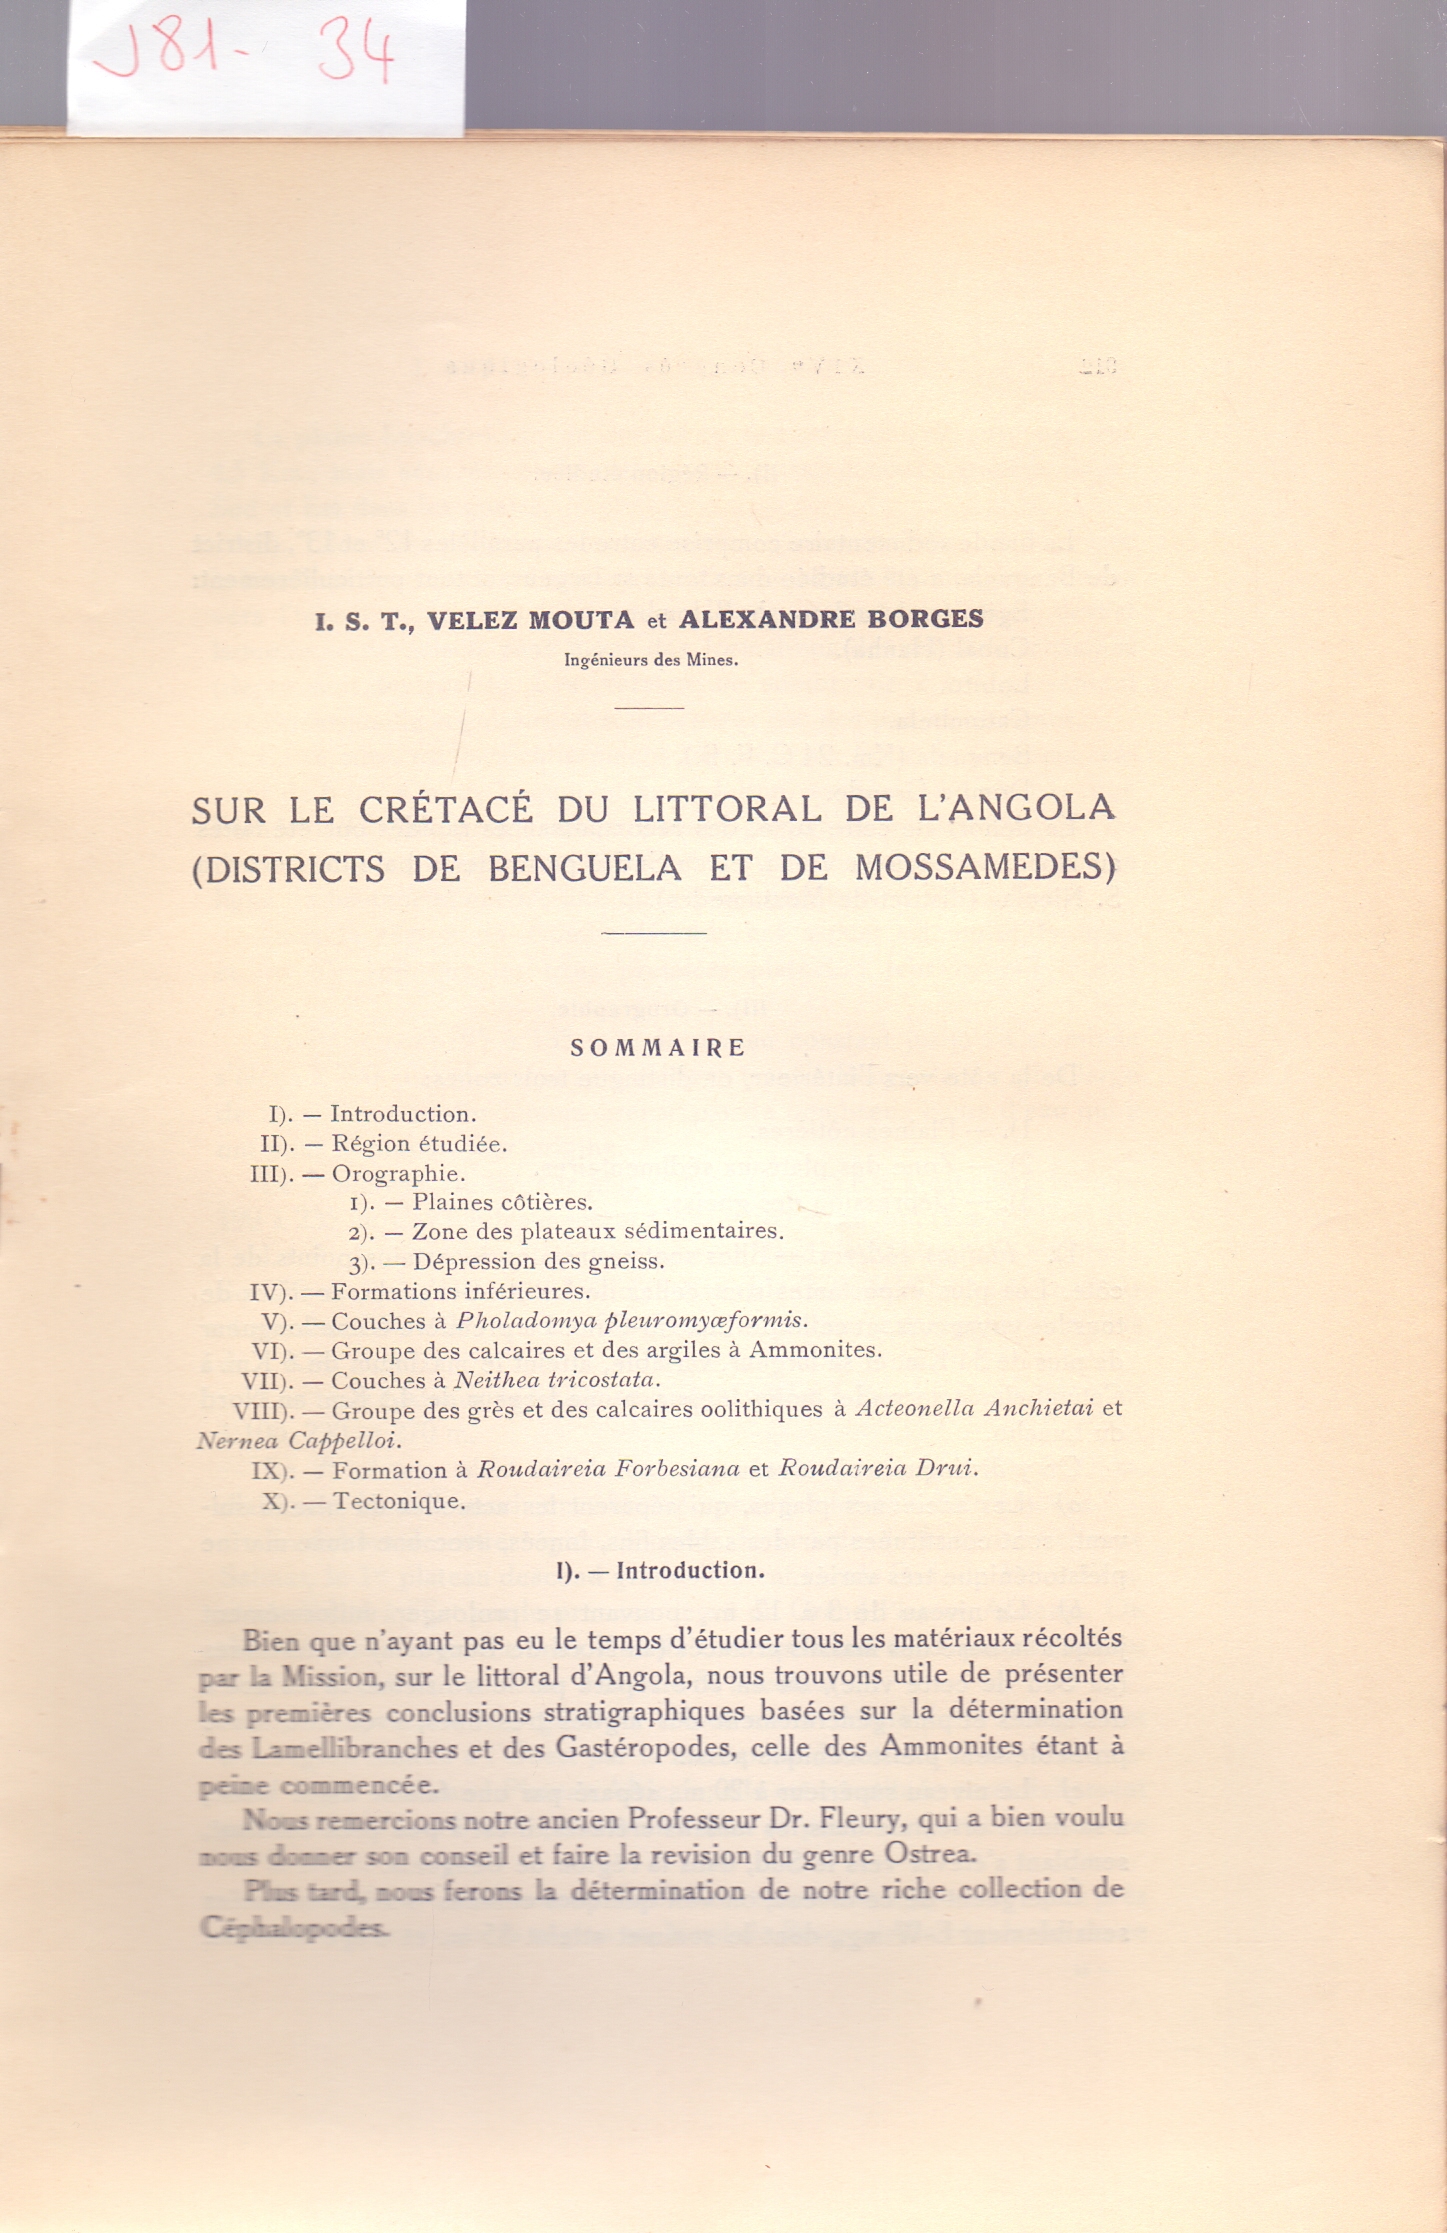 J81- 34
I. S. T., VELEZ MOUTA et ALEXANDRE BORGES
Ingénieurs des Mines.
SUR LE CRÉTACÉ DU LITTORAL DE L'ANGOLA
(DISTRICTS DE BENGUELA ET DE MOSSAMEDES)
SOMMAIRE
I). — Introduction.
II). — Région étudiée.
III). — Orographie.
1). — Plaines côtières.
2). — Zone des plateaux sédimentaires.
3). — Dépression des gneiss.
IV). — Formations inférieures.
V). — Couches à Pholadomya pleuromyæformis.
VI). — Groupe des calcaires et des argiles à Ammonites.
VII). — Couches à Neithea tricostata.
VIII). — Groupe des grès et des calcaires oolithiques à Acteonella Anchietai et
Nernea Cappelloi.
IX). — Formation à Roudaireia Forbesiana et Roudaireia Drui.
X). — Tectonique.
I). — Introduction.
Bien que n'ayant pas eu le temps d'étudier tous les matériaux récoltés
par la Mission, sur le littoral d'Angola, nous trouvons utile de présenter
les premières conclusions stratigraphiques basées sur la détermination
des Lamellibranches et des Gastéropodes, celle des Ammonites étant à
peine commencée.
Nous remercions notre ancien Professeur Dr. Fleury, qui a bien voulu
nous donner son conseil et faire la revision du genre Ostrea.
Plus tard, nous ferons la détermination de notre riche collection de
Céphalopodes.